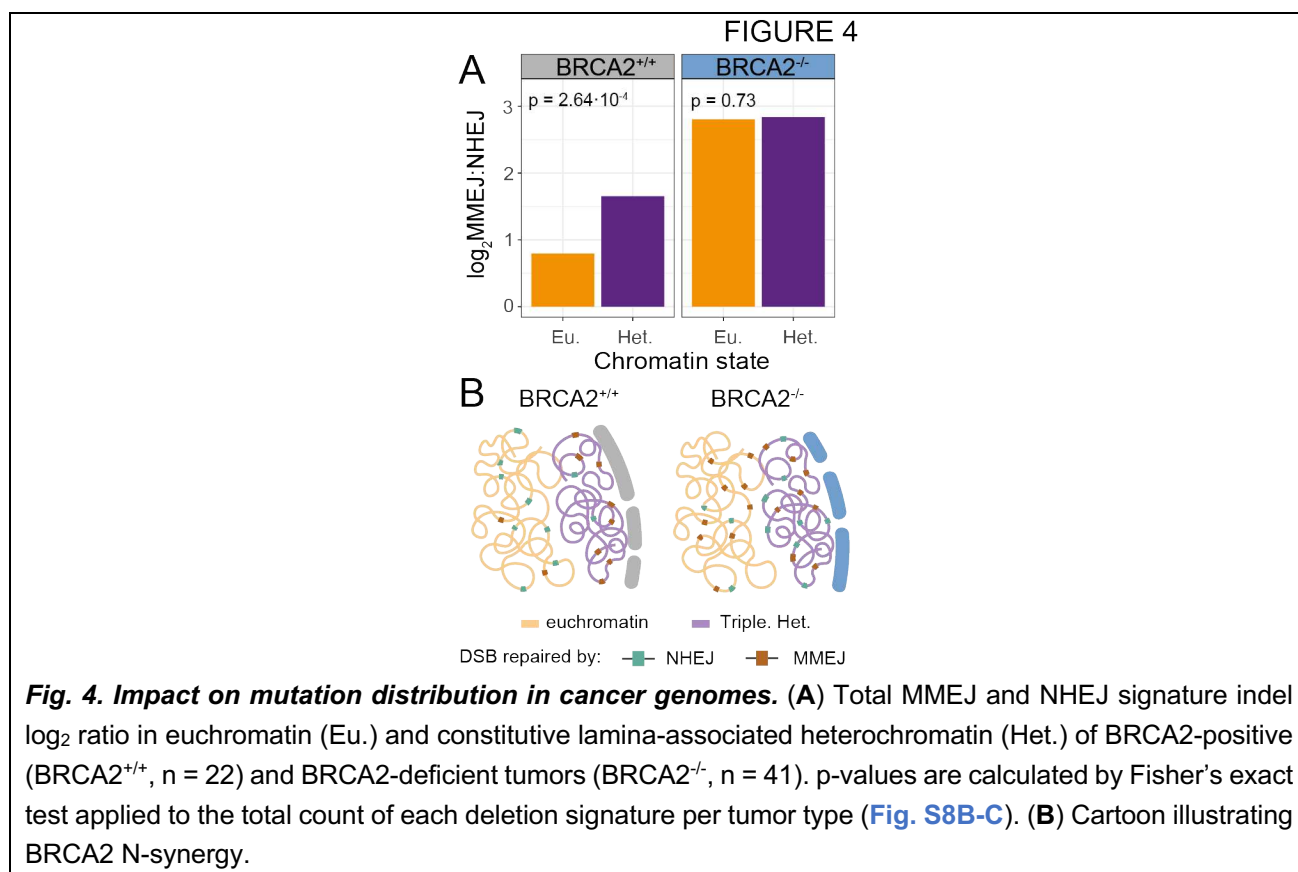 FIGURE 4
A
BRCA2+/+ BRCA2-/-
p = 2.64·10-4 p = 0.73
log2MMEJ:NHEJ
3
2
1
0
Eu. Het. Eu. Het.
Chromatin state
B
BRCA2+/+ BRCA2-/-
euchromatin Triple. Het.
DSB repaired by: NHEJ MMEJ
Fig. 4. Impact on mutation distribution in cancer genomes. (A) Total MMEJ and NHEJ signature indel
log2 ratio in euchromatin (Eu.) and constitutive lamina-associated heterochromatin (Het.) of BRCA2-positive
(BRCA2+/+, n = 22) and BRCA2-deficient tumors (BRCA2-/-, n = 41). p-values are calculated by Fisher’s exact
test applied to the total count of each deletion signature per tumor type (Fig. S8B-C). (B) Cartoon illustrating
BRCA2 N-synergy.